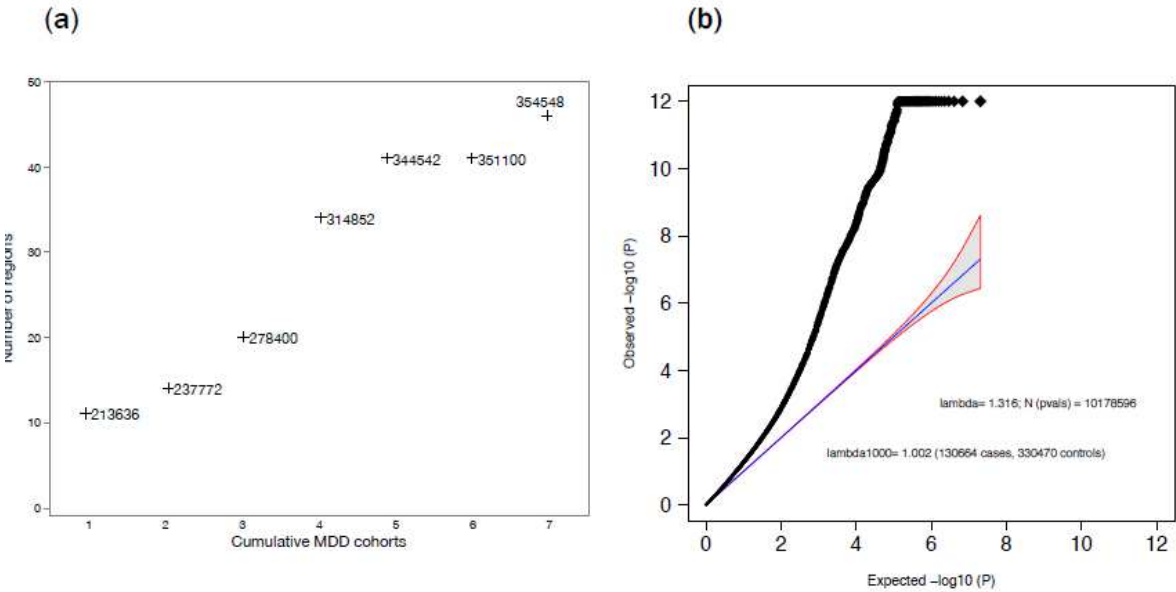 (a)
50
40
30
20
10
0
354548
344542
351100
314852
278400
237772
213636
1 2 3 4 5 6 7
Number of regions
Cumulative MDD cohorts
(b)
12
10
8
6
4
2
0
Observed −log10 (P)
lambda= 1.316; N (pvals) = 10178596
lambda1000= 1.002 (130664 cases, 330470 controls)
0 2 4 6 8 10 12
Expected −log10 (P)